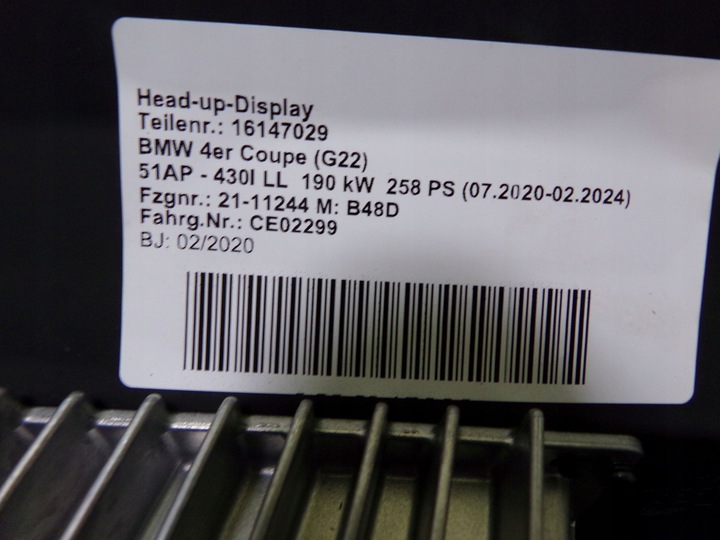 Head-up-Display
Teilenr.: 16147029
BMW 4er Coupe (G22)
51AP - 430I LL 190 kW 258 PS (07.2020-02.2024)
Fzgnr.: 21-11244 M: B48D
Fahrg.Nr.: CE02299
BJ: 02/2020